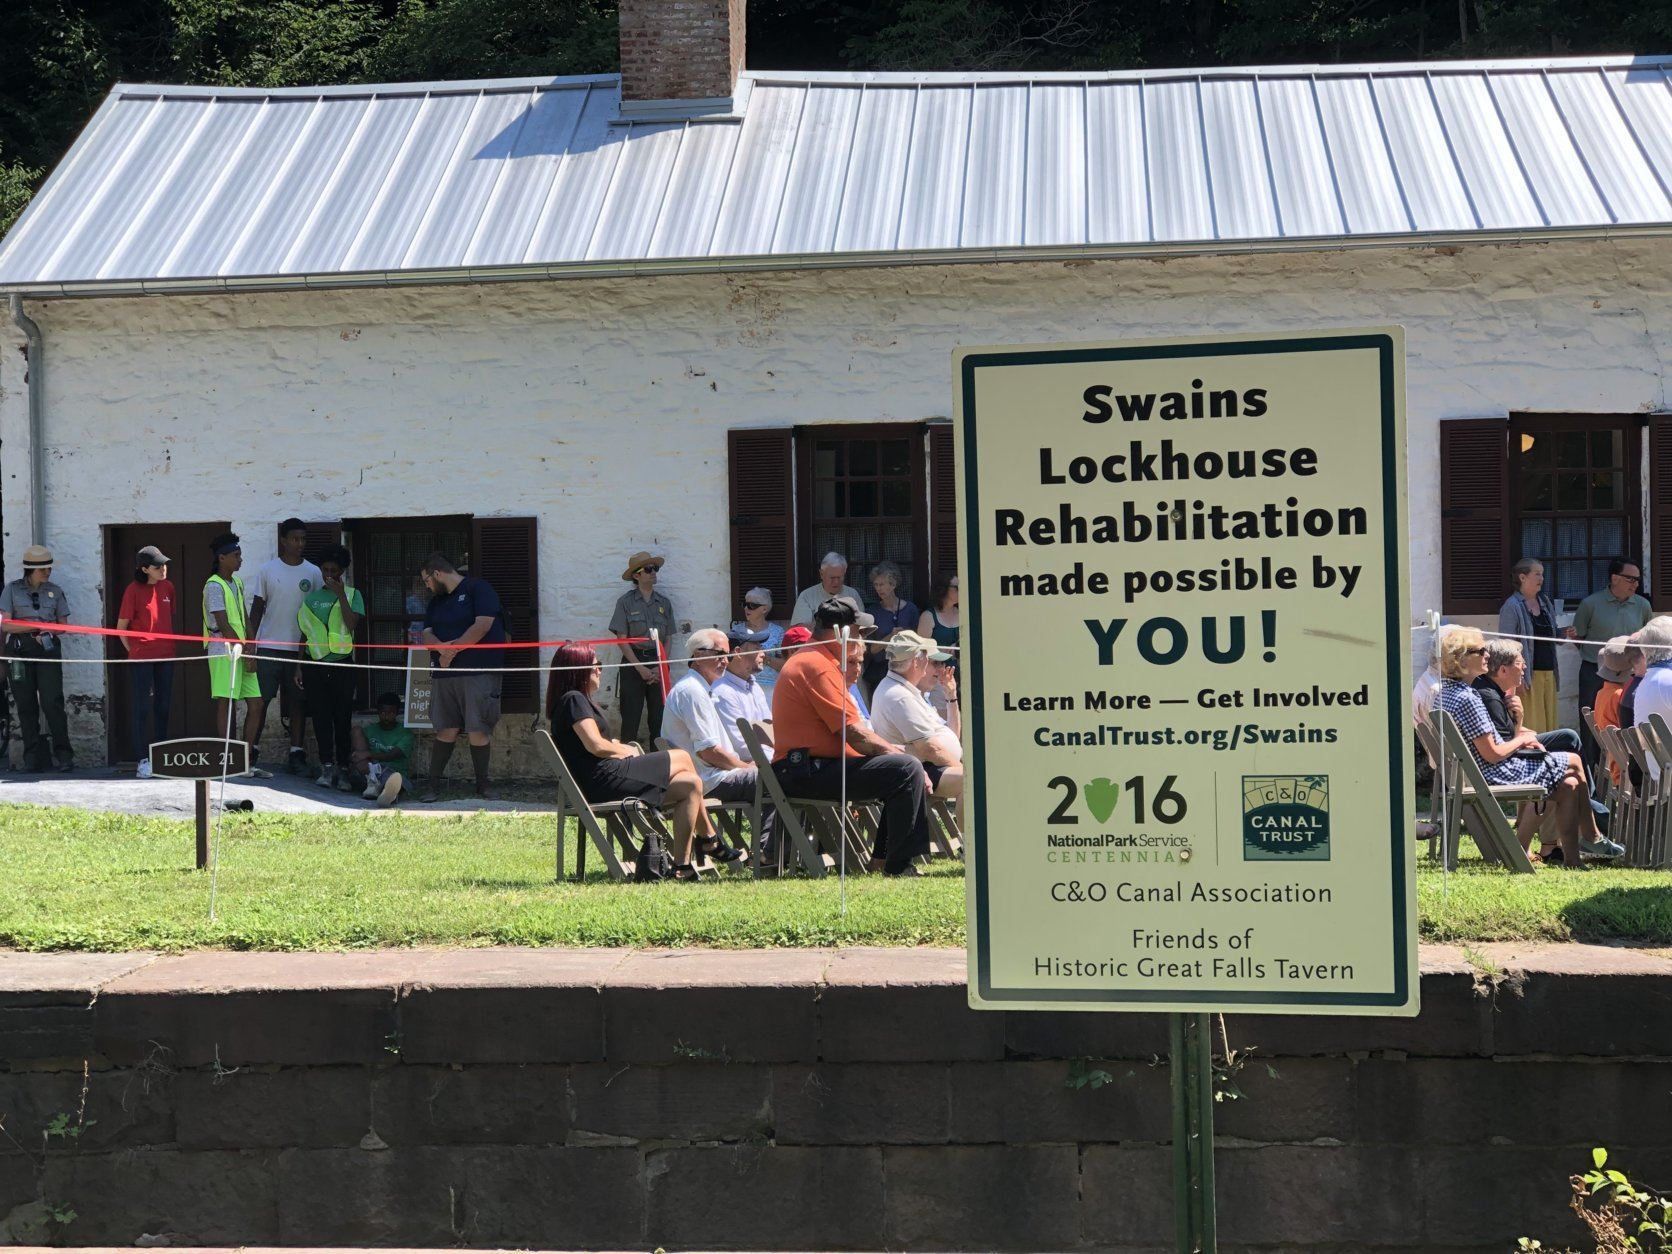 Swains
Lockhouse
Rehabilitation
made possible by
YOU!
Learn More — Get Involved
CanalTrust.org/Swains
2016
National Park Service
CENTENNIAL
C&O
CANAL
TRUST
C&O Canal Association
Friends of
Historic Great Falls Tavern
LOCK 21